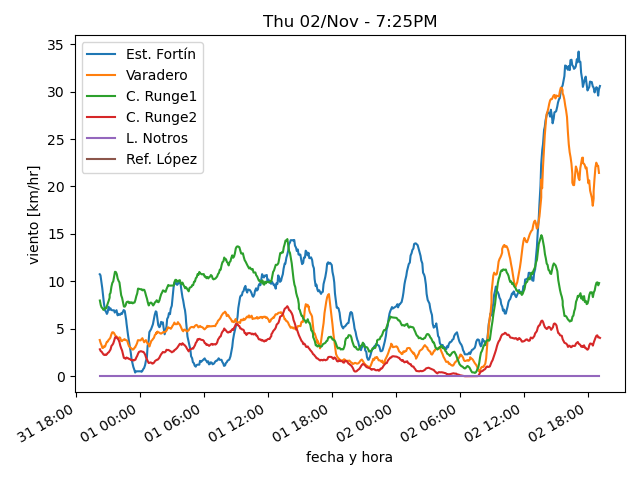 Thu 02/Nov - 7:25PM
viento [km/hr]
35
30
25
20
15
10
5
0
Est. Fortín
Varadero
C. Runge1
C. Runge2
L. Notros
Ref. López
31 18:00
01 00:00
01 06:00
01 12:00
01 18:00
02 00:00
02 06:00
02 12:00
02 18:00
fecha y hora